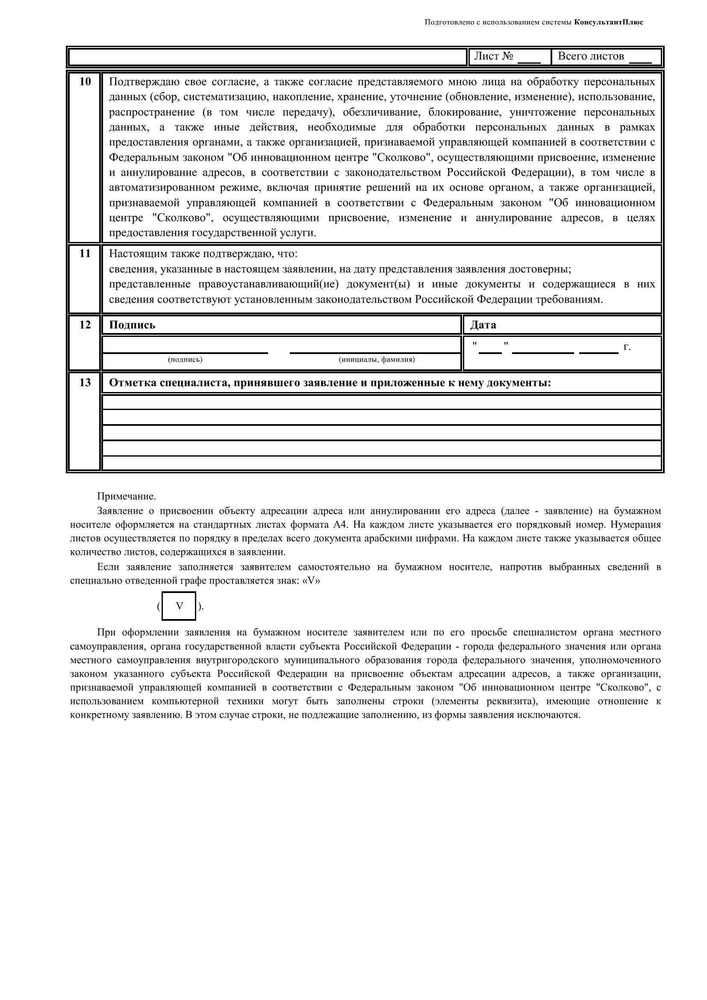 Подготовлено с использованием системы КонсультантПлюс
Лист № ____ Всего листов ____
10 Подтверждаю свое согласие, а также согласие представляемого мною лица на обработку персональных
данных (сбор, систематизацию, накопление, хранение, уточнение (обновление, изменение), использование,
распространение (в том числе передачу), обезличивание, блокирование, уничтожение персональных
данных, а также иные действия, необходимые для обработки персональных данных в рамках
предоставления органами, а также организацией, признаваемой управляющей компанией в соответствии с
Федеральным законом "Об инновационном центре "Сколково", осуществляющими присвоение, изменение
и аннулирование адресов, в соответствии с законодательством Российской Федерации), в том числе в
автоматизированном режиме, включая принятие решений на их основе органом, а также организацией,
признаваемой управляющей компанией в соответствии с Федеральным законом "Об инновационном
центре "Сколково", осуществляющими присвоение, изменение и аннулирование адресов, в целях
предоставления государственной услуги.
11 Настоящим также подтверждаю, что:
сведения, указанные в настоящем заявлении, на дату представления заявления достоверны;
представленные правоустанавливающий(ие) документ(ы) и иные документы и содержащиеся в них
сведения соответствуют установленным законодательством Российской Федерации требованиям.
12 Подпись Дата
"____" __________ ______ г.
(подпись) (инициалы, фамилия)
13 Отметка специалиста, принявшего заявление и приложенные к нему документы:
Примечание.
Заявление о присвоении объекту адресации адреса или аннулировании его адреса (далее - заявление) на бумажном
носителе оформляется на стандартных листах формата А4. На каждом листе указывается его порядковый номер. Нумерация
листов осуществляется по порядку в пределах всего документа арабскими цифрами. На каждом листе также указывается общее
количество листов, содержащихся в заявлении.
Если заявление заполняется заявителем самостоятельно на бумажном носителе, напротив выбранных сведений в
специально отведенной графе проставляется знак: «V»
( V ).
При оформлении заявления на бумажном носителе заявителем или по его просьбе специалистом органа местного
самоуправления, органа государственной власти субъекта Российской Федерации - города федерального значения или органа
местного самоуправления внутригородского муниципального образования города федерального значения, уполномоченного
законом указанного субъекта Российской Федерации на присвоение объектам адресации адресов, а также организации,
признаваемой управляющей компанией в соответствии с Федеральным законом "Об инновационном центре "Сколково", с
использованием компьютерной техники могут быть заполнены строки (элементы реквизита), имеющие отношение к
конкретному заявлению. В этом случае строки, не подлежащие заполнению, из формы заявления исключаются.